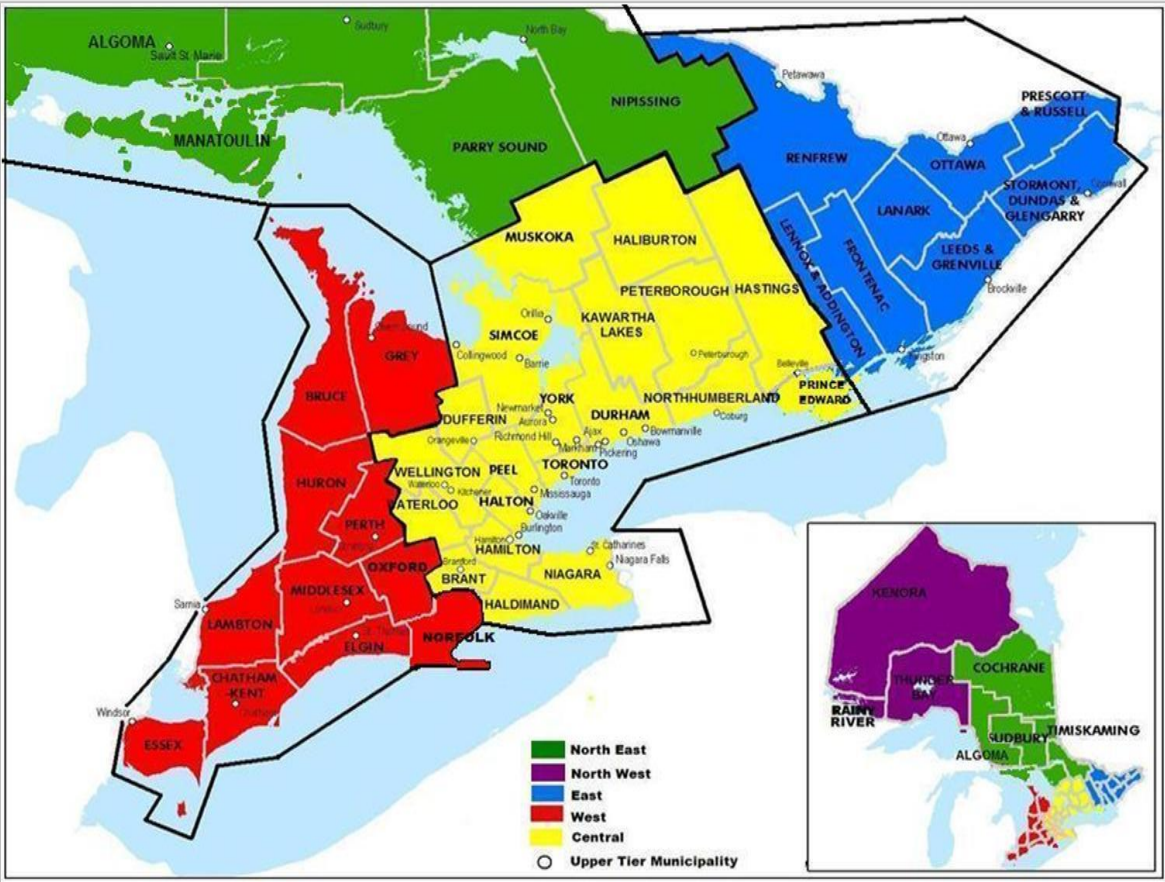 ALGOMA
Sault St. Marie
Sudbury
North Bay
NIPISSING
MANATOULIN
PARRY SOUND
Petawawa
PRESCOTT
& RUSSELL
Ottawa
RENFREW
OTTAWA
STORMONT,
DUNDAS &
GLENGARRY
Cornwall
LANARK
LEEDS &
GRENVILLE
Brockville
LENNOX & ADDINGTON
FRONTENAC
Kingston
MUSKOKA
HALIBURTON
PETERBOROUGH
HASTINGS
KAWARTHA
LAKES
Orillia
SIMCOE
Collingwood
Barrie
Peterborough
Belleville
PRINCE
EDWARD
Owen Sound
GREY
BRUCE
YORK
NORTHHUMBERLAND
Newmarket
Aurora
DURHAM
Coburg
DUFFERIN
Orangeville
Richmond Hill
Ajax
Bowmanville
Markham
Oshawa
Pickering
WELLINGTON
PEEL
TORONTO
Toronto
Waterloo
Kitchener
Mississauga
WATERLOO
HALTON
Oakville
Burlington
Hamilton
HAMILTON
St. Catharines
Niagara Falls
NIAGARA
Brantford
BRANT
HALDIMAND
HURON
PERTH
OXFORD
MIDDLESEX
Sarnia
LAMBTON
St. Thomas
ELGIN
NORFOLK
CHATHAM
-KENT
Windsor
ESSEX
North East
North West
East
West
Central
Upper Tier Municipality
KENORA
COCHRANE
THUNDER
BAY
RAINY
RIVER
SUDBURY
TIMISKAMING
ALGOMA